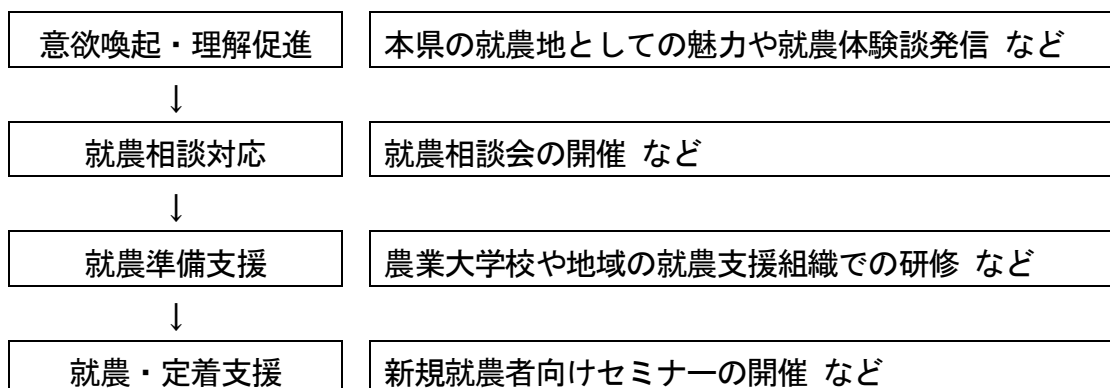 意欲喚起・理解促進 本県の就農地としての魅力や就農体験談発信 など
↓
就農相談対応 就農相談会の開催 など
↓
就農準備支援 農業大学校や地域の就農支援組織での研修 など
↓
就農・定着支援 新規就農者向けセミナーの開催 など